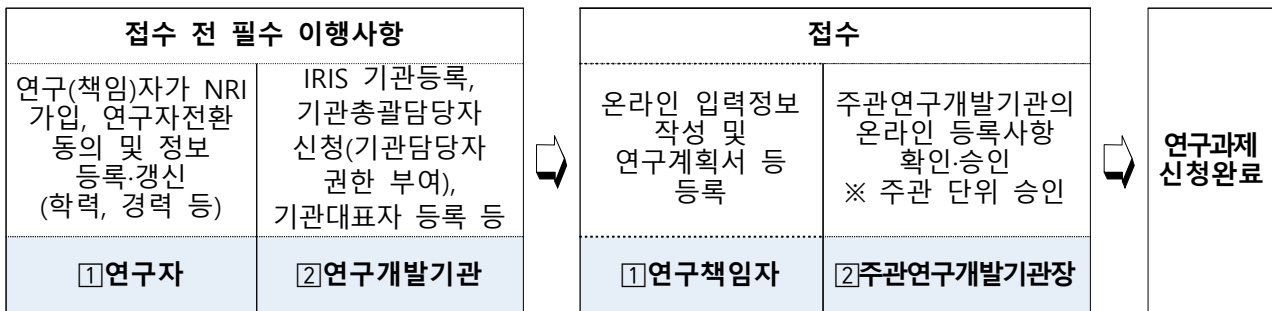 접수 전 필수 이행사항
연구(책임)자가 NRI
가입, 연구자전환
동의 및 정보
등록·갱신
(학력, 경력 등)
1연구자
IRIS 기관등록,
기관총괄담당자
신청(기관담당자
권한 부여),
기관대표자 등록 등
2연구개발기관
접수
온라인 입력정보
작성 및
연구계획서 등
등록
1연구책임자
주관연구개발기관의
온라인 등록사항
확인·승인
※ 주관 단위 승인
2주관연구개발기관장
연구과제
신청완료